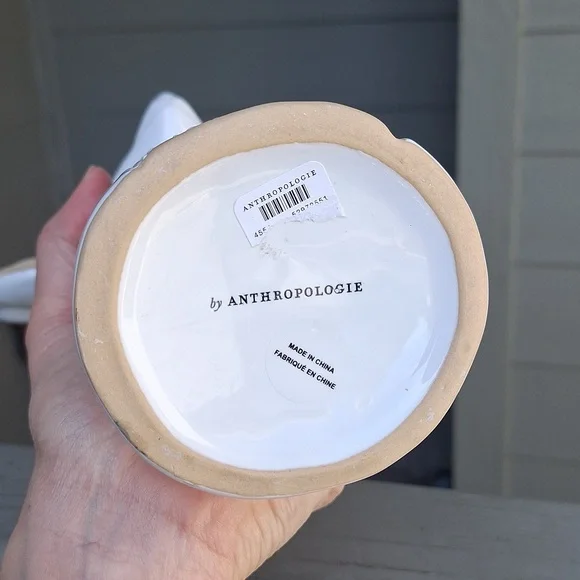 ANTHROPOLOGIE
by ANTHROPOLOGIE
MADE IN CHINA
FABRIQUÉ EN CHINE